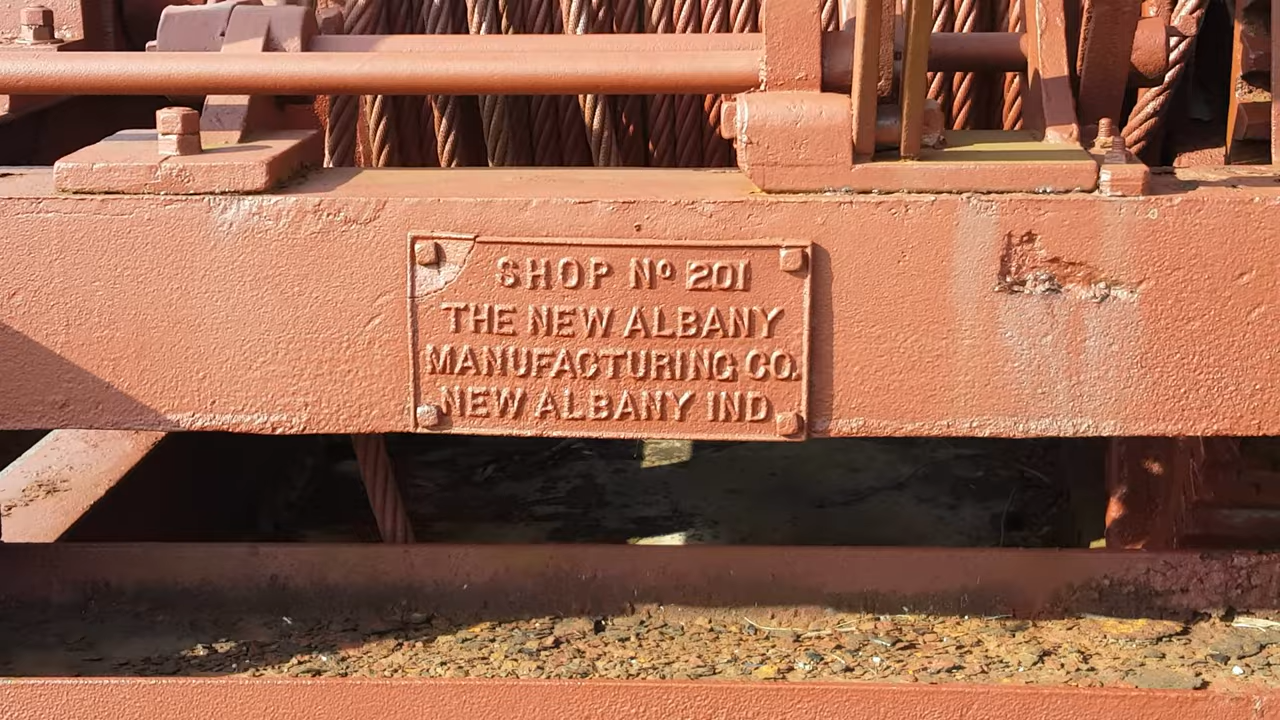 SHOP Nº 201
THE NEW ALBANY
MANUFACTURING CO.
NEW ALBANY IND